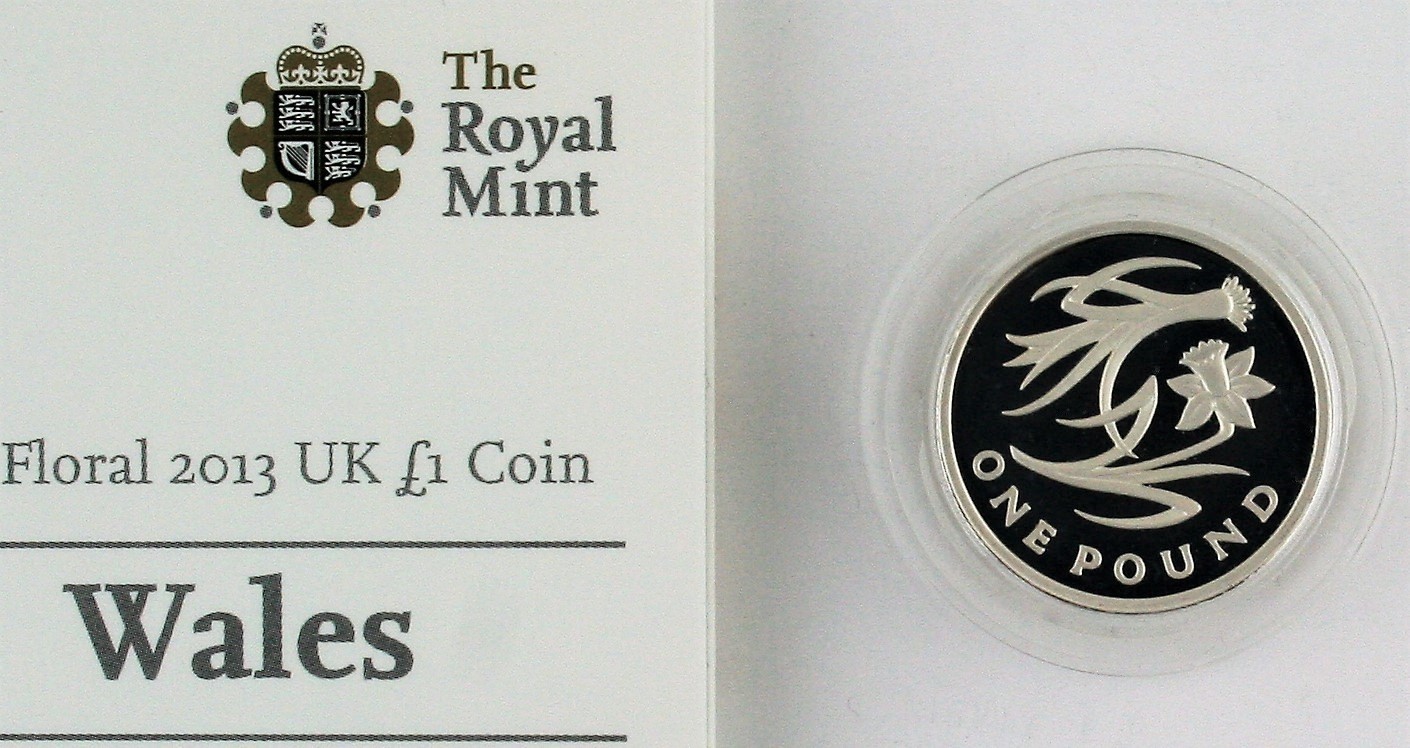 The
Royal
Mint
Floral 2013 UK £1 Coin
Wales
ONE POUND